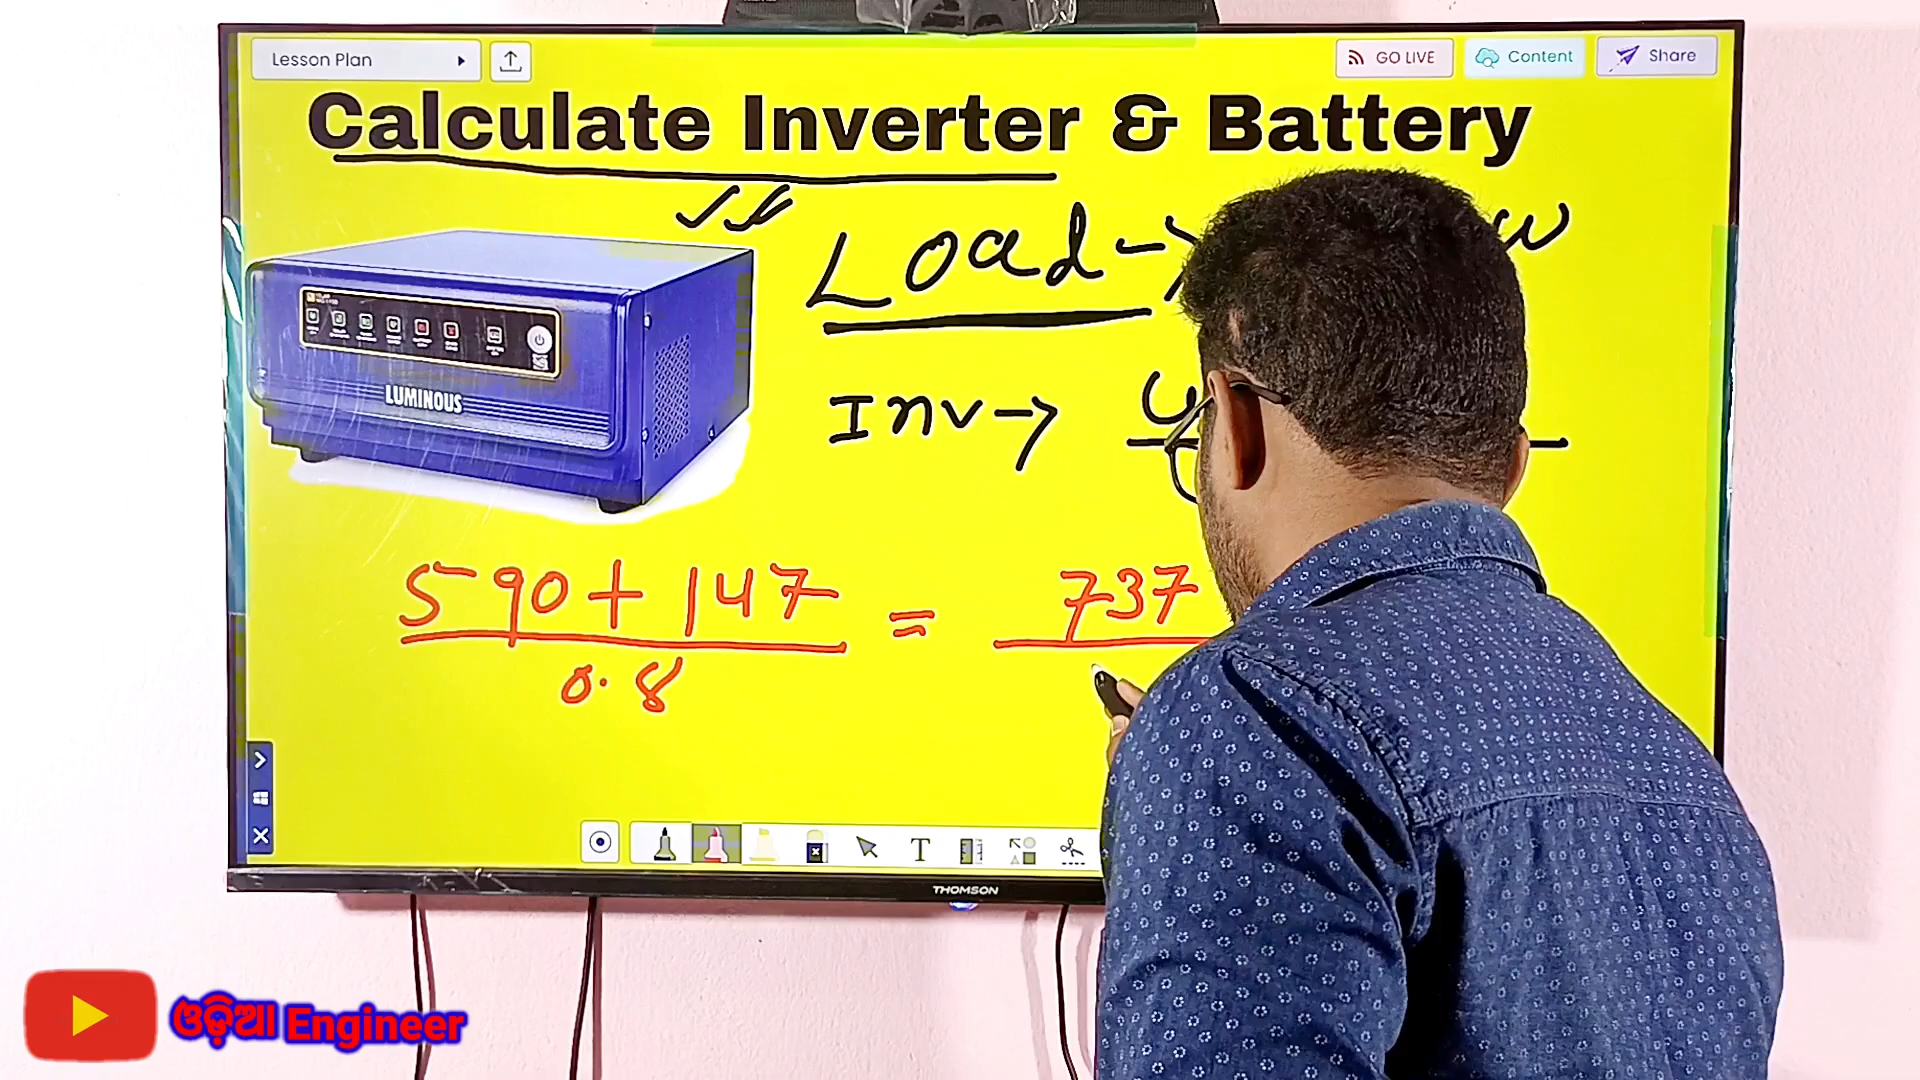 Lesson Plan
GO LIVE
Content
Share
Calculate Inverter & Battery
Load →
Inv →
LUMINOUS
590 + 147 = 737
0.8
T
THOMSON
ଓଡ଼ିଆ Engineer